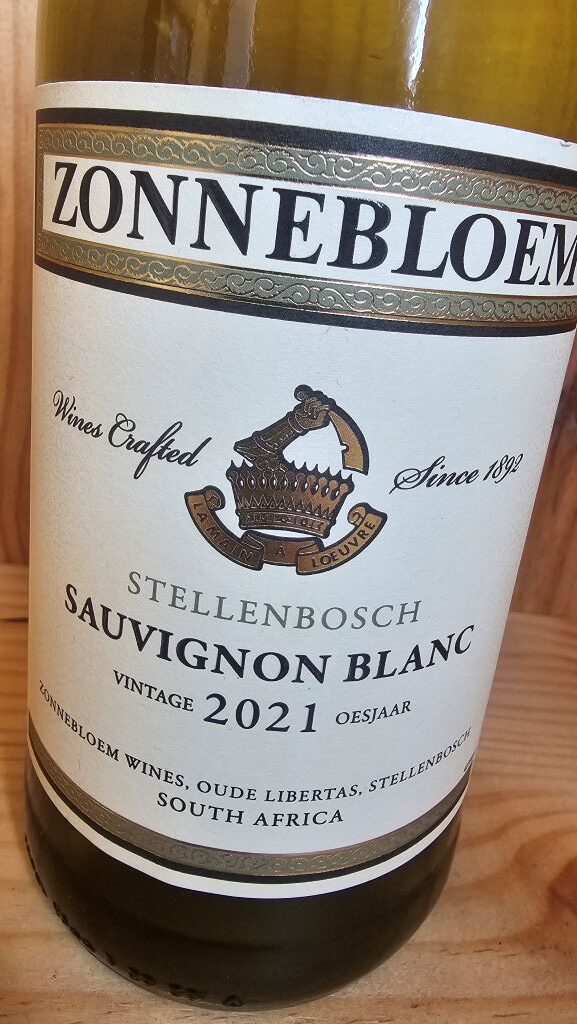 ZONNEBLOEM
Wines Crafted
Since 1892
LA MAIN A LOEUVRE
STELLENBOSCH
SAUVIGNON BLANC
VINTAGE 2021 OESJAAR
ZONNEBLOEM WINES, OUDE LIBERTAS, STELLENBOSCH
SOUTH AFRICA